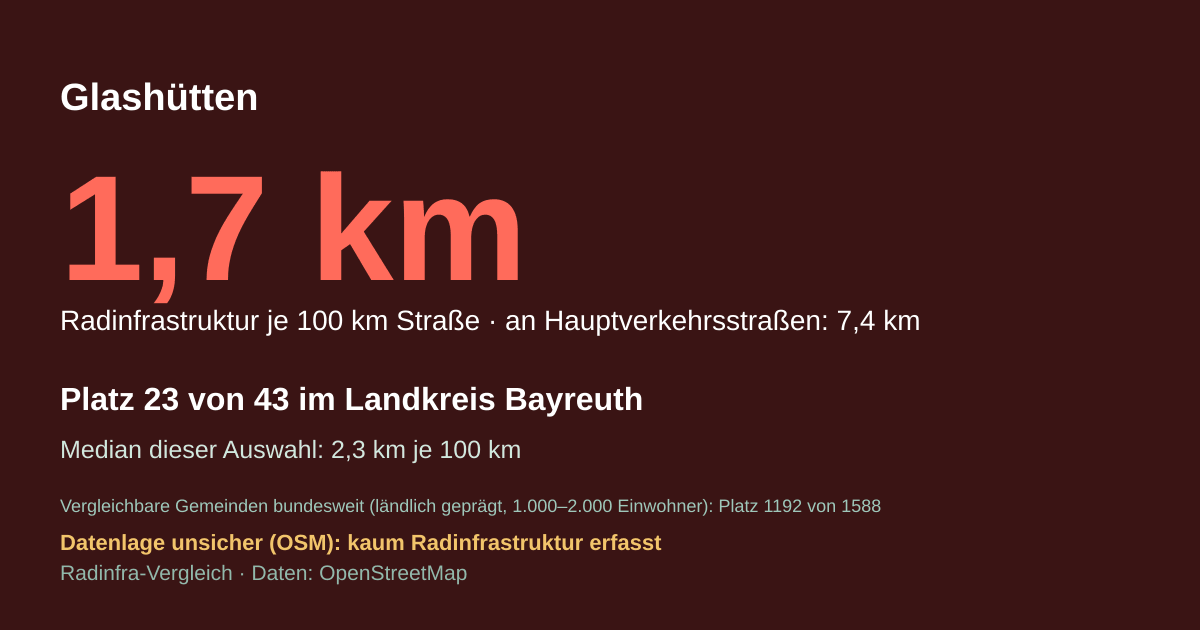 Glashütten
1,7 km
Radinfrastruktur je 100 km Straße · an Hauptverkehrsstraßen: 7,4 km
Platz 23 von 43 im Landkreis Bayreuth
Median dieser Auswahl: 2,3 km je 100 km
Vergleichbare Gemeinden bundesweit (ländlich geprägt, 1.000–2.000 Einwohner): Platz 1192 von 1588
Datenlage unsicher (OSM): kaum Radinfrastruktur erfasst
Radinfra-Vergleich · Daten: OpenStreetMap